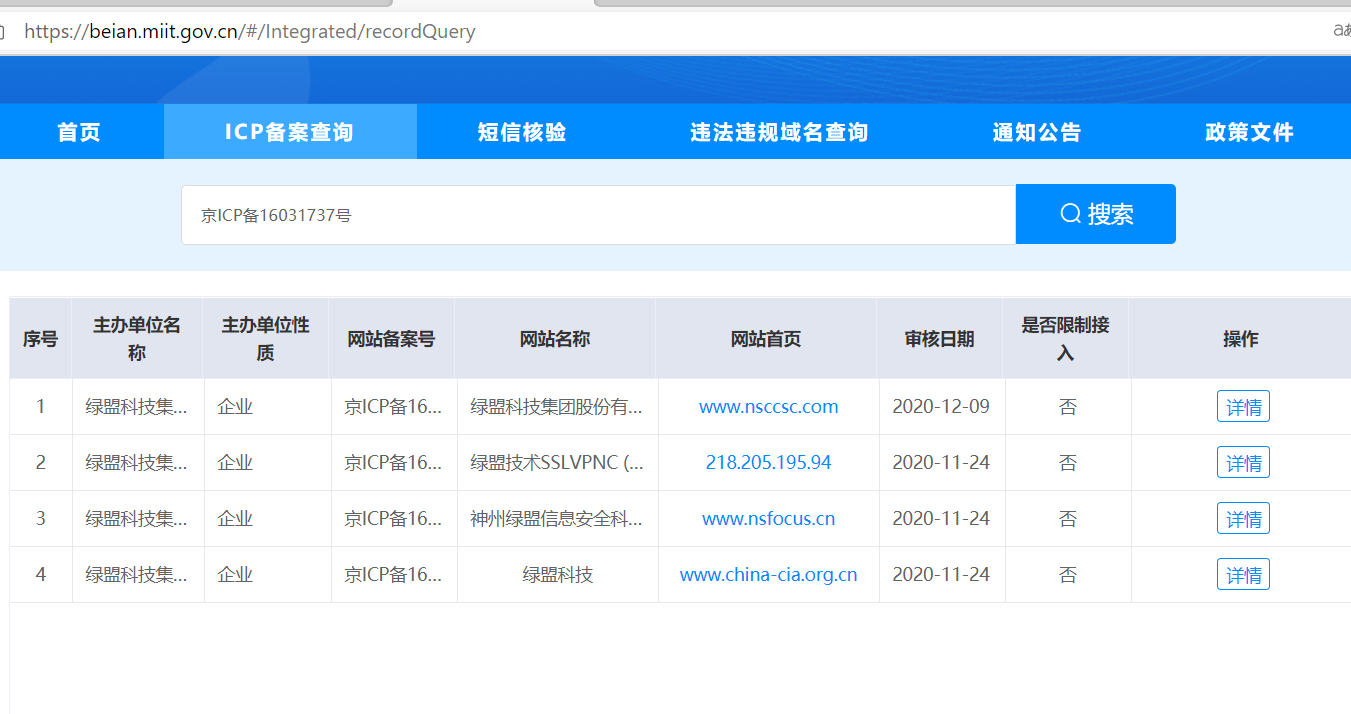 https://beian.miit.gov.cn/#/Integrated/recordQuery
首页 ICP备案查询 短信核验 违法违规域名查询 通知公告 政策文件
京ICP备16031737号 搜索
序号 主办单位名称 主办单位性质 网站备案号 网站名称 网站首页 审核日期 是否限制接入 操作
1 绿盟科技集... 企业 京ICP备16... 绿盟科技集团股份有... www.nsccsc.com 2020-12-09 否 详情
2 绿盟科技集... 企业 京ICP备16... 绿盟技术SSLVPNC (... 218.205.195.94 2020-11-24 否 详情
3 绿盟科技集... 企业 京ICP备16... 神州绿盟信息安全科... www.nsfocus.cn 2020-11-24 否 详情
4 绿盟科技集... 企业 京ICP备16... 绿盟科技 www.china-cia.org.cn 2020-11-24 否 详情